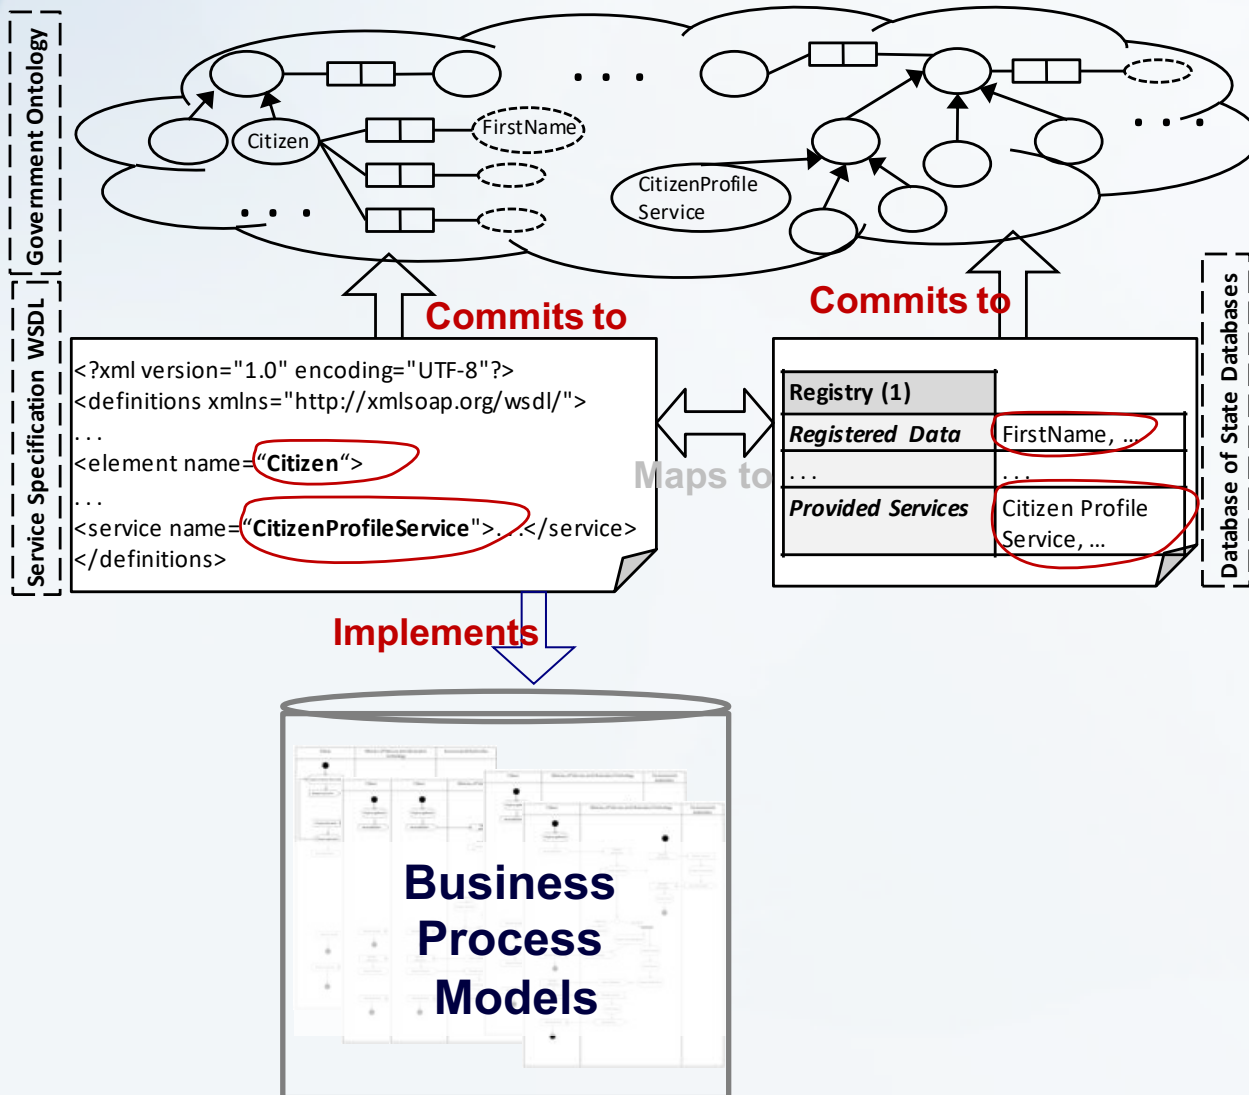 Government Ontology
. . .
Citizen
FirstName
. . .
CitizenProfile
Service
. . .
Commits to
Commits to
Service Specification WSDL
<?xml version="1.0" encoding="UTF-8"?>
<definitions xmlns="http://xmlsoap.org/wsdl/">
. . .
<element name=“Citizen“>
. . .
<service name=“CitizenProfileService">. . .</service>
</definitions>
Maps to
Registry (1)
Registered Data FirstName, ...
. . . . . .
Provided Services Citizen Profile
Service, ...
Database of State Databases
Implements
Business
Process
Models